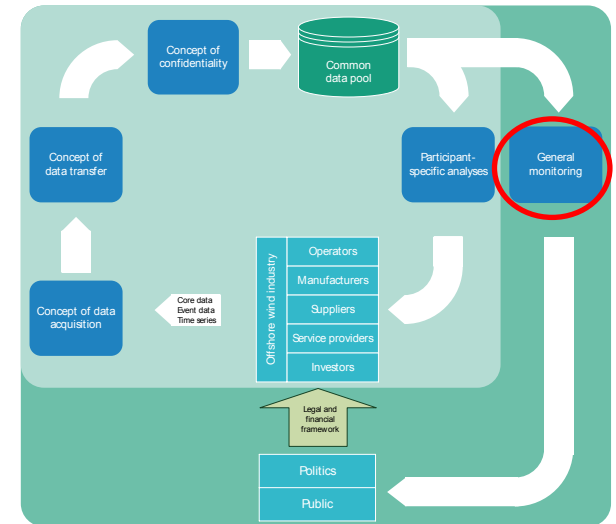 Concept of
confidentiality
Common
data pool
Concept of
data transfer
Participant-
specific analyses
General
monitoring
Concept of data
acquisition
Core data
Event data
Time series
Offshore wind industry
Operators
Manufacturers
Suppliers
Service providers
Investors
Legal and
financial
framework
Politics
Public